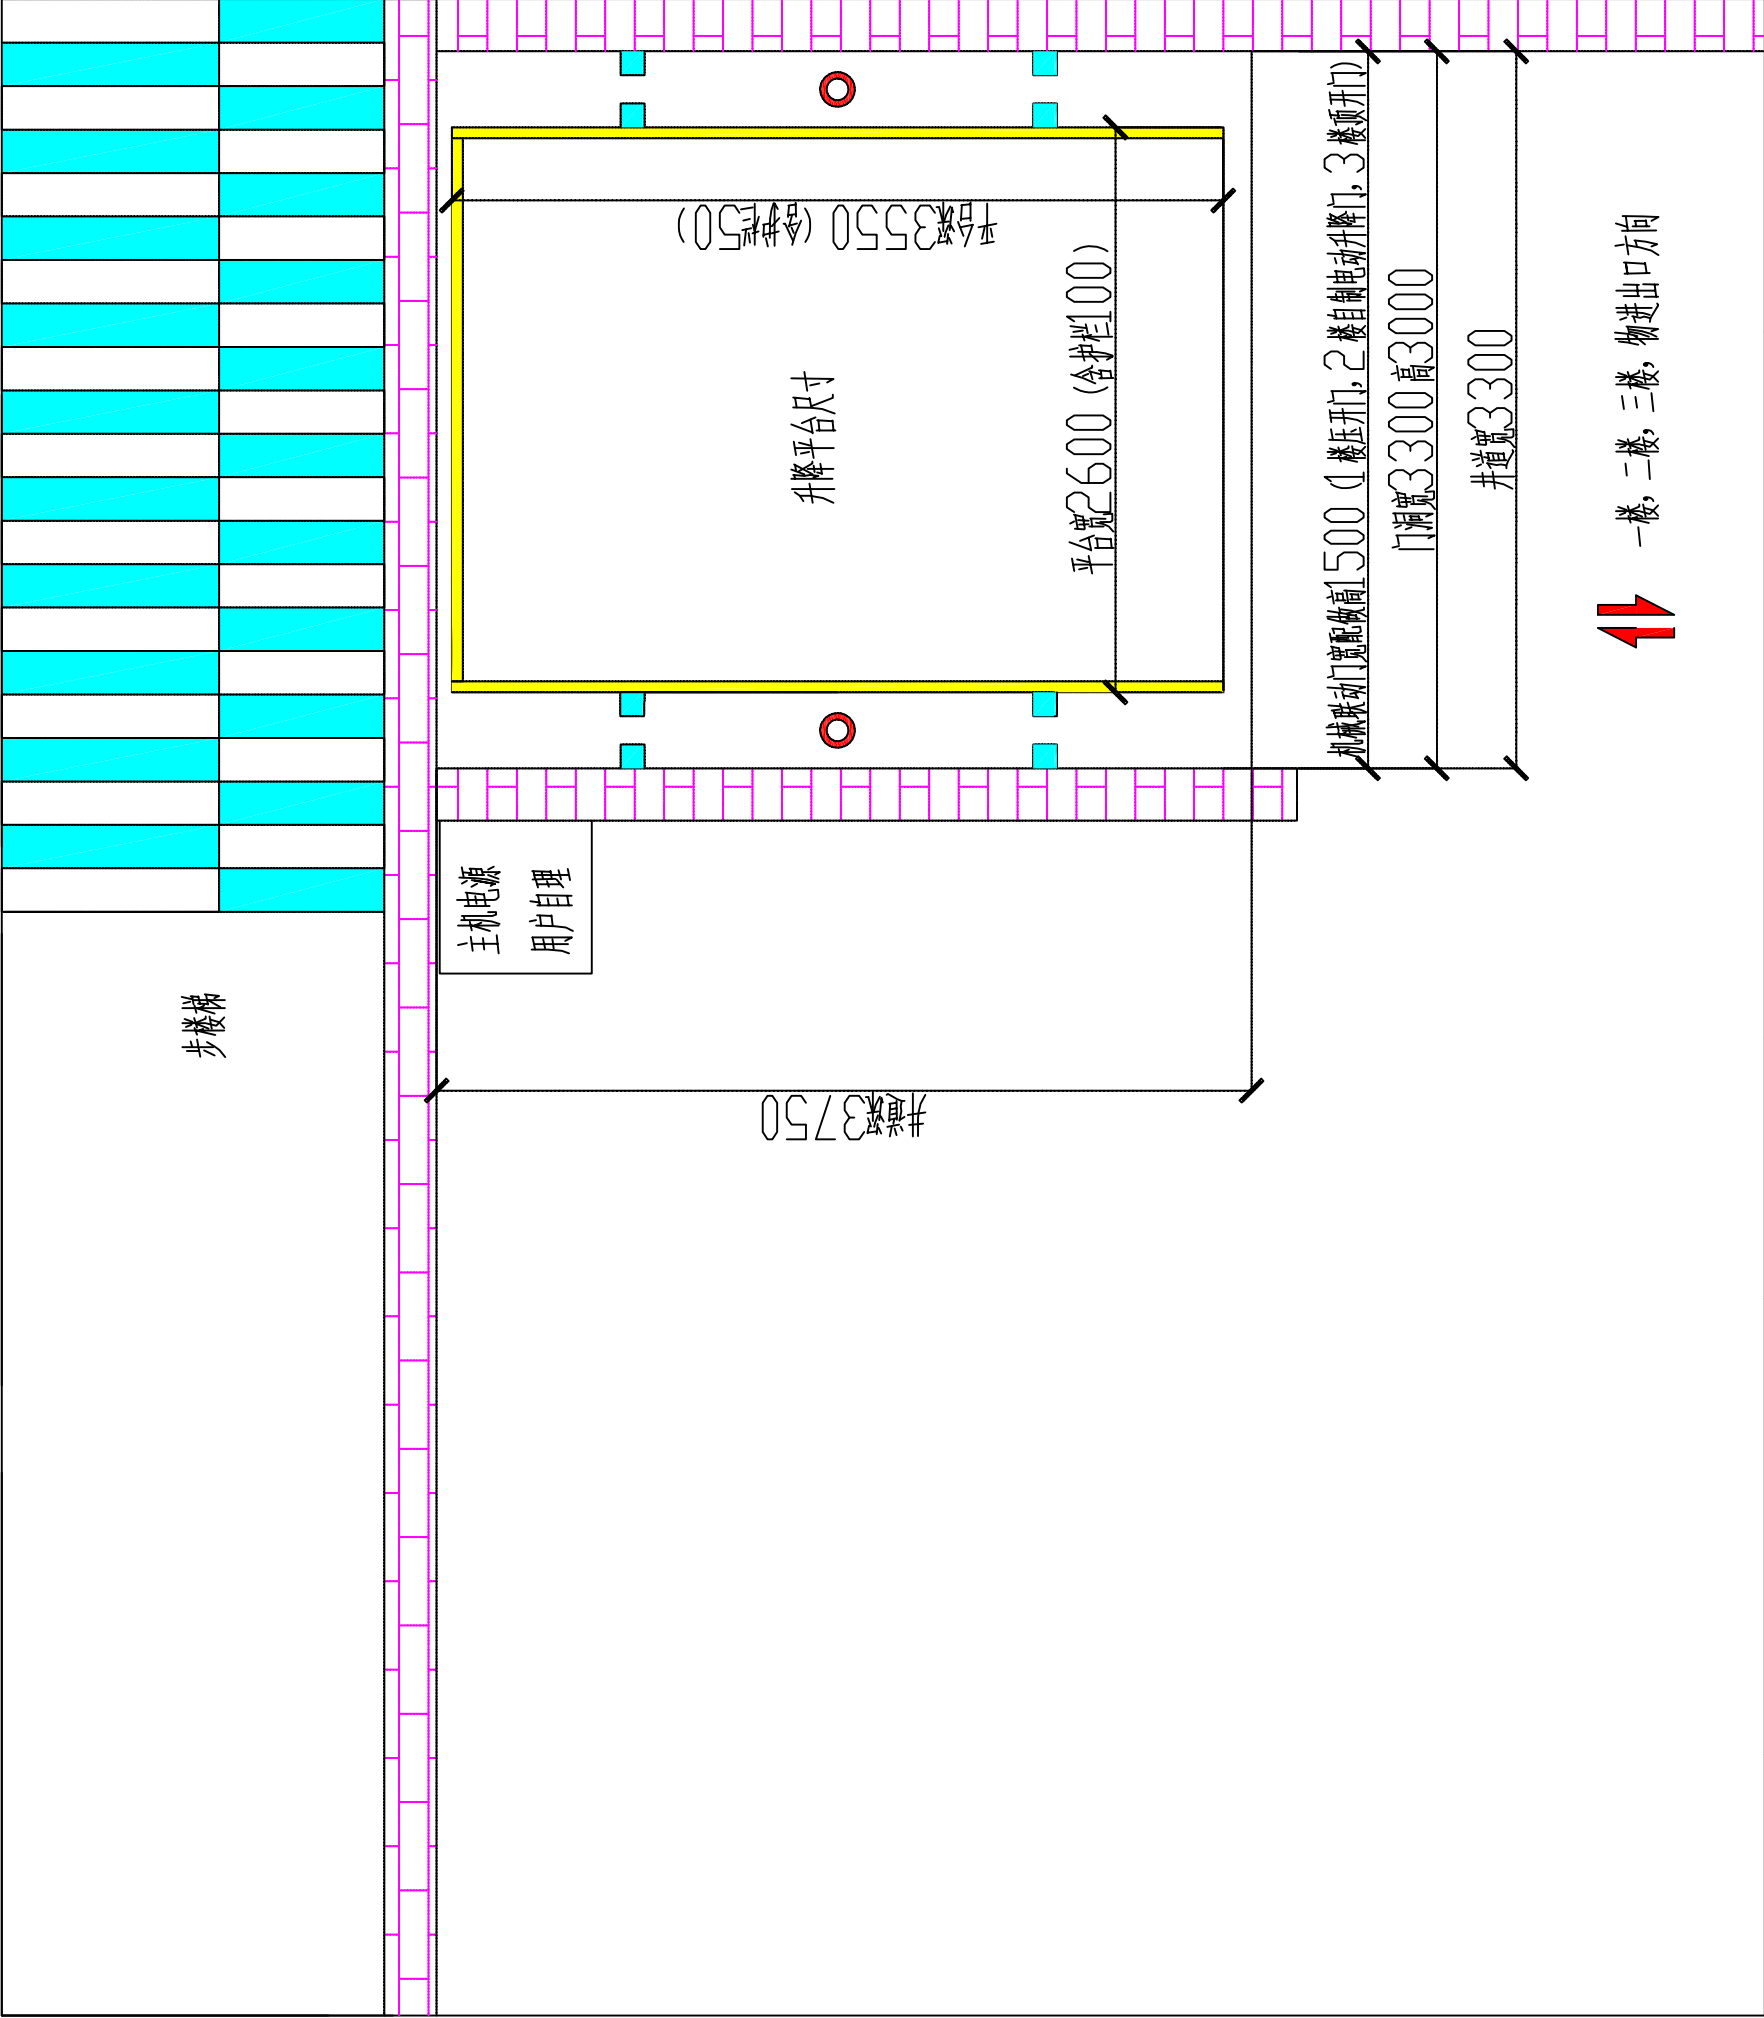 平台深3550 (含护栏50)
升降平台尺寸
平台宽2600 (含护栏100)
机械联动门宽配做高1500 (1楼压开门, 2楼自制电动升降门, 3楼顶开门)
门洞宽3300高3000
井道宽3300
一楼, 二楼, 三楼, 物进出口方向
主机电源
用户自理
步楼梯
井道深3750